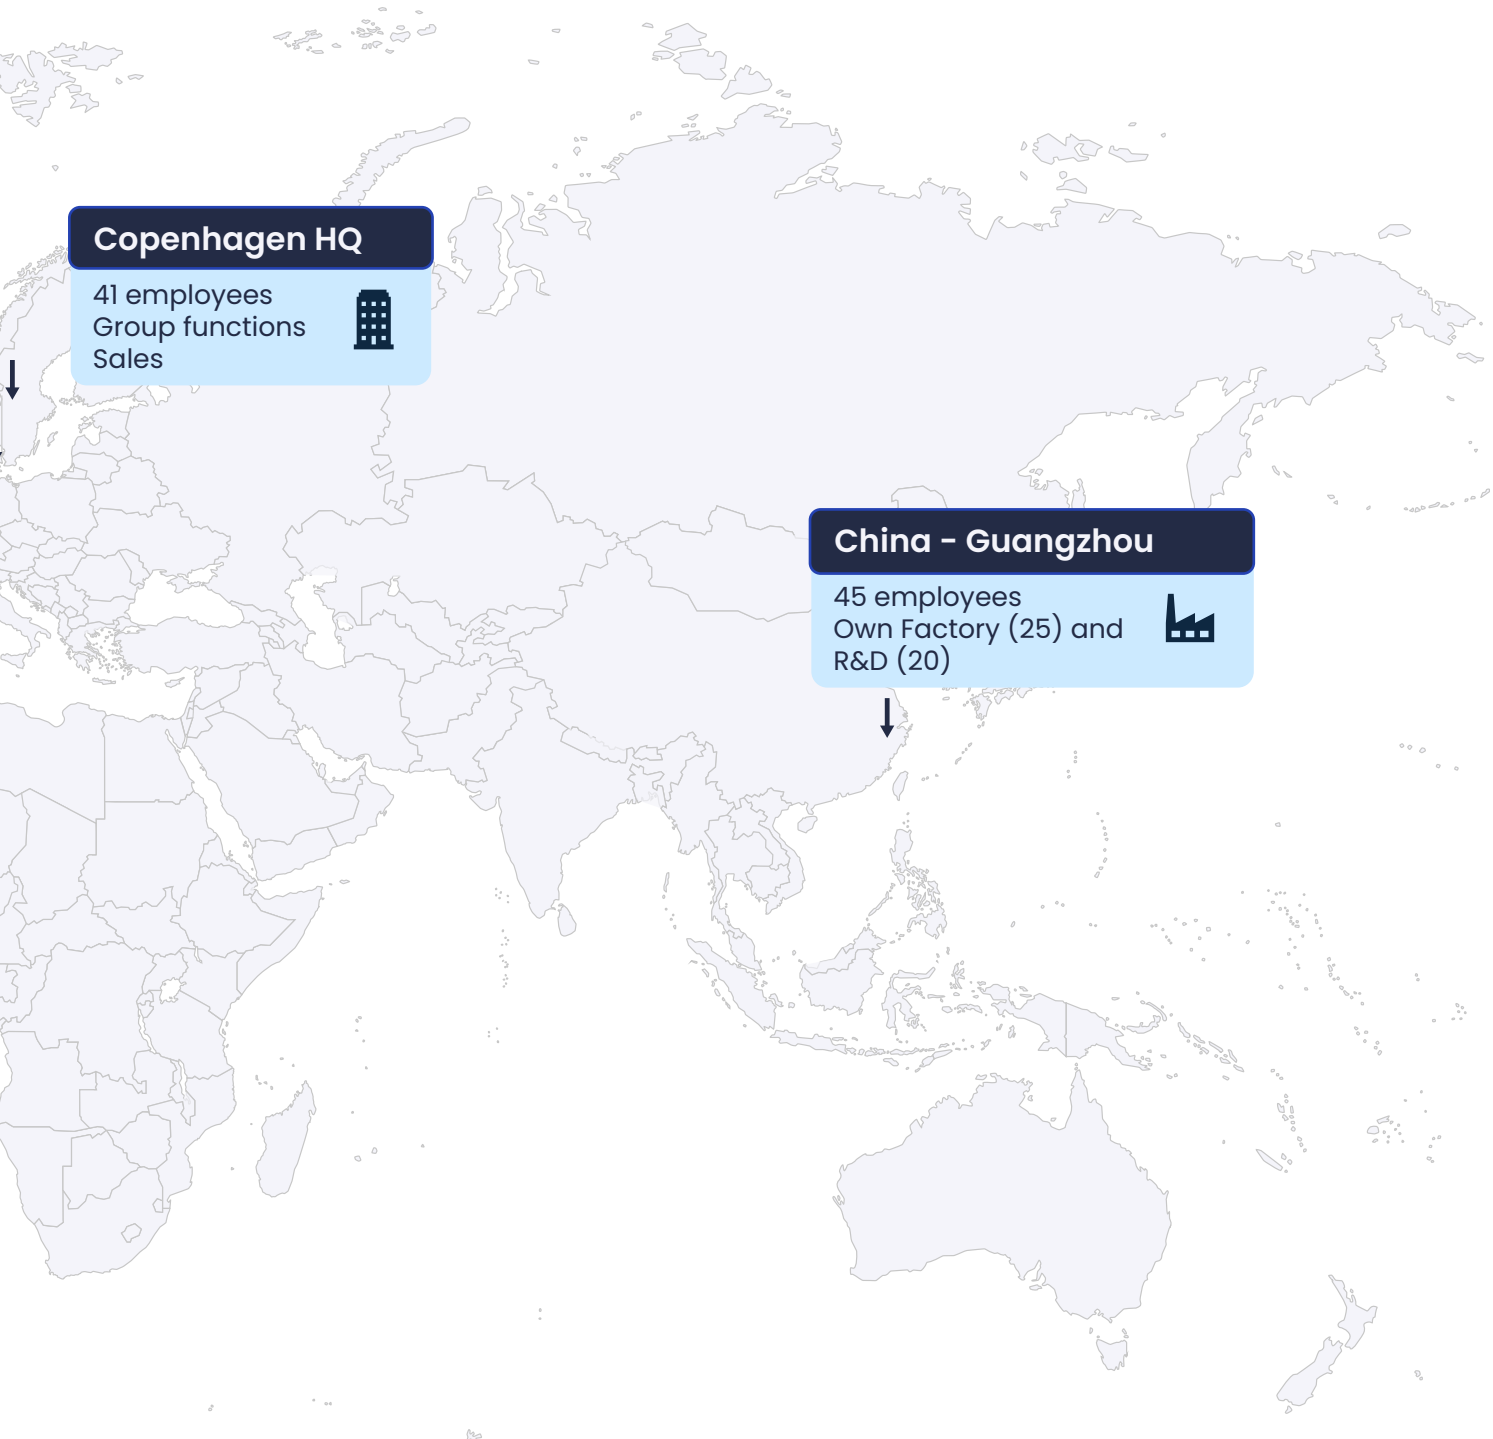 Copenhagen HQ
41 employees
Group functions
Sales
China - Guangzhou
45 employees
Own Factory (25) and
R&D (20)